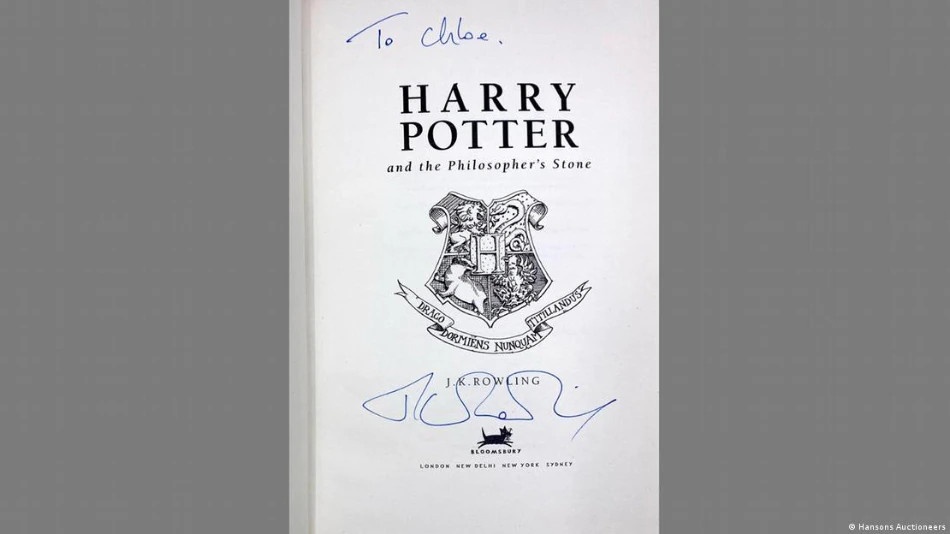 To Chloe.
HARRY
POTTER
and the Philosopher's Stone
H
DRAGO
DORMIENS NUNQUAM
TITILLANDUS
J.K.ROWLING
BLOOMSBURY
LONDON NEW DELHI NEW YORK SYDNEY
© Hansons Auctioneers